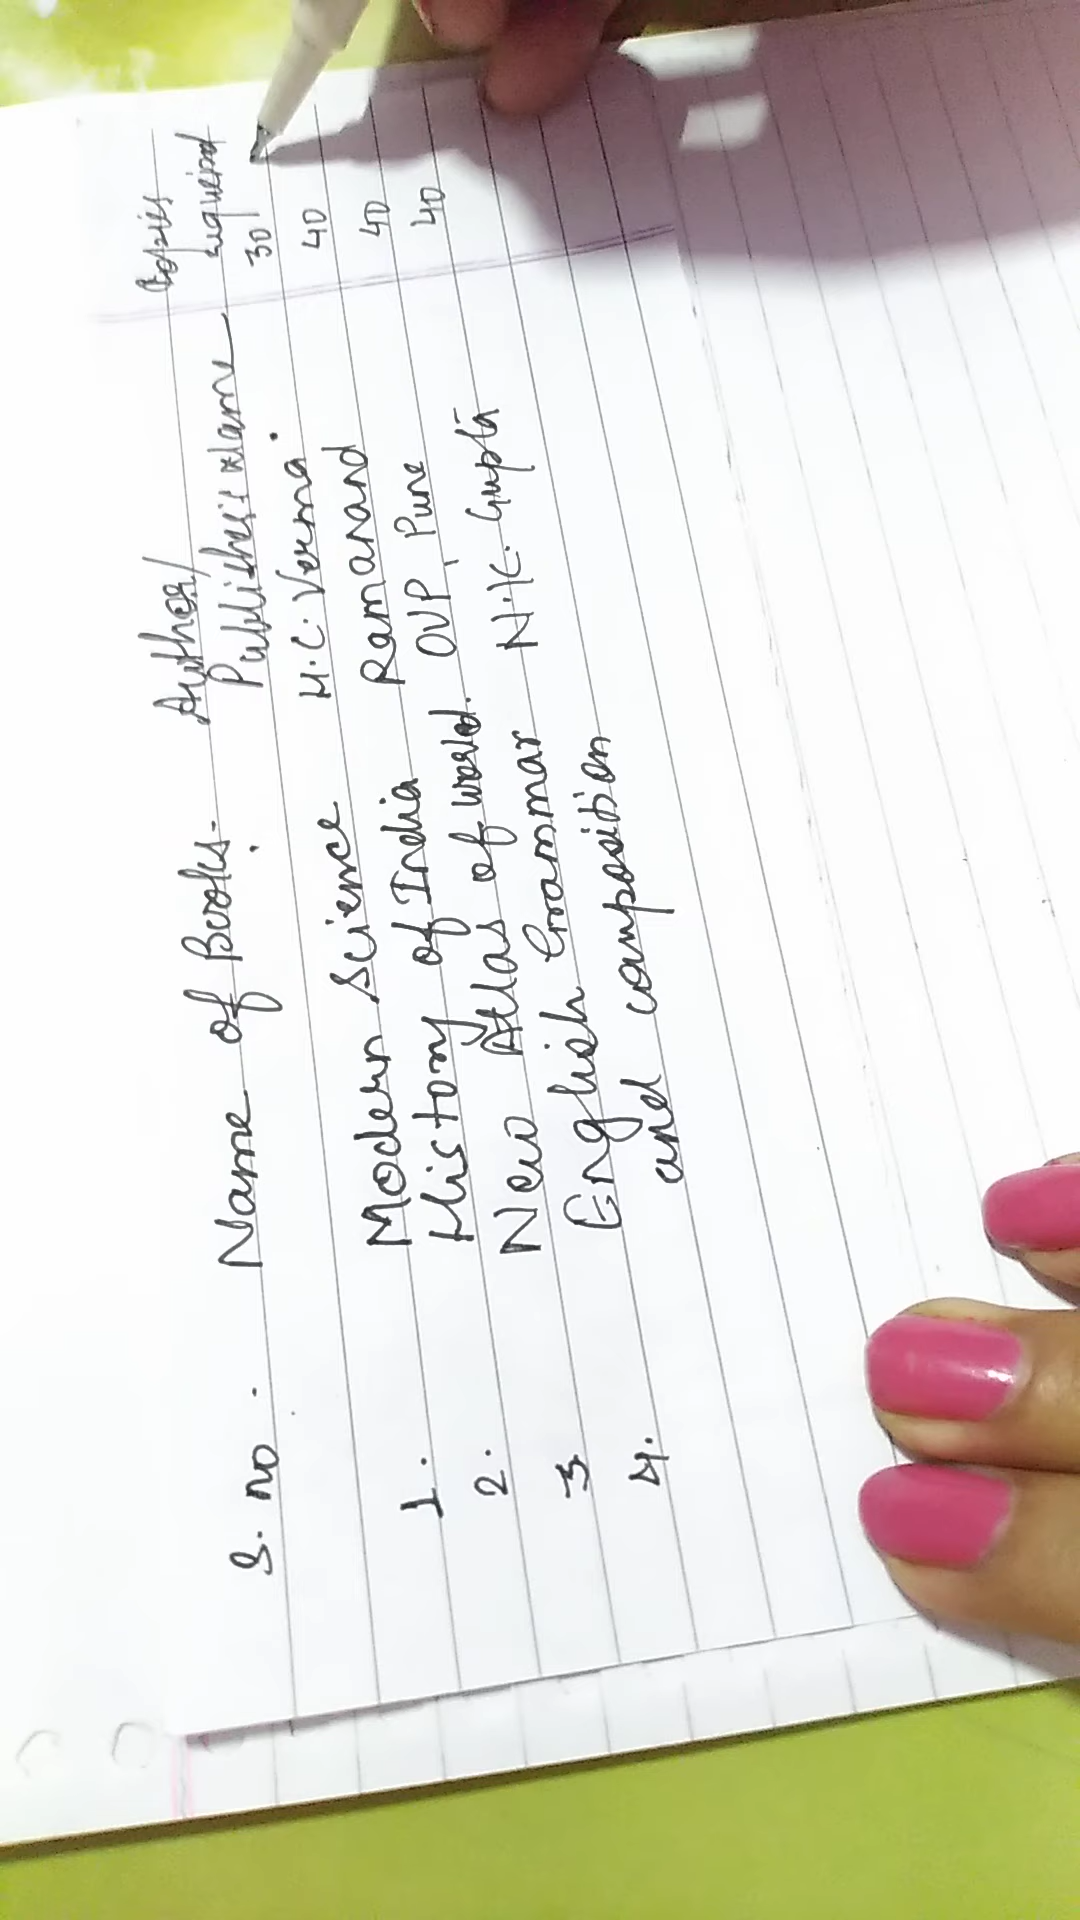 S. no. Name of Books. Author/ Copies
Publisher's Name required
1. Modern Science H.C. Verma. 30
2. History of India Ramanand 40
3 New Atlas of world. OUP, Pune 40
4. English Grammar N.K. Gupta 40
and composition